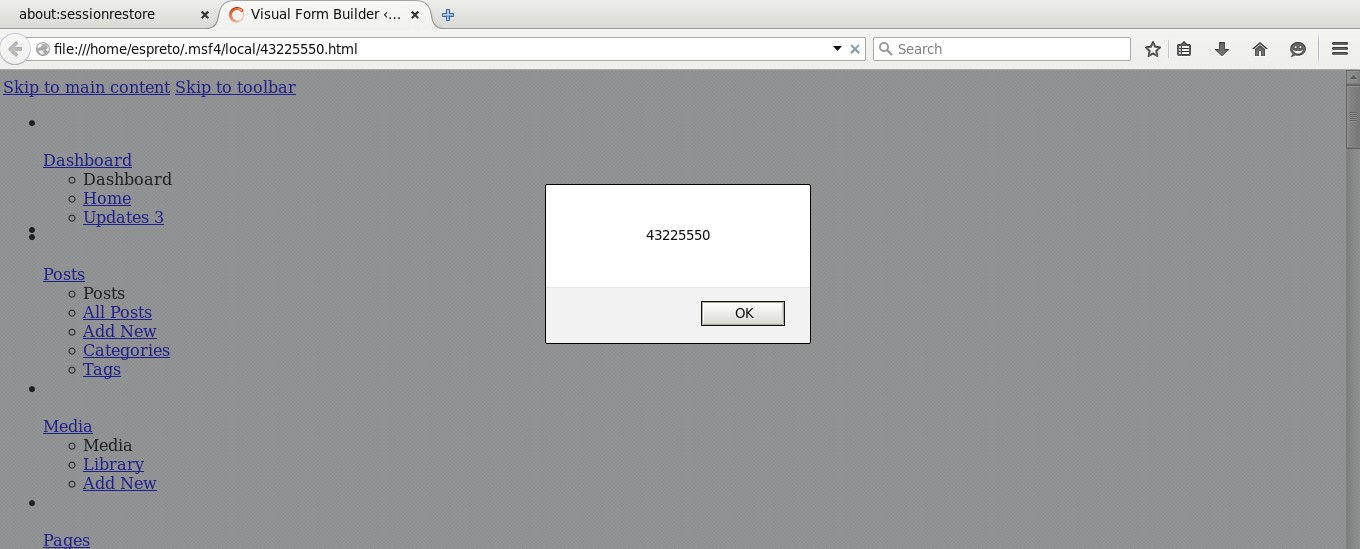 about:sessionrestore
Visual Form Builder ‹...
file:///home/espreto/.msf4/local/43225550.html
Search
Skip to main content Skip to toolbar
Dashboard
Dashboard
Home
Updates 3
43225550
Posts
Posts
All Posts
OK
Add New
Categories
Tags
Media
Media
Library
Add New
Pages